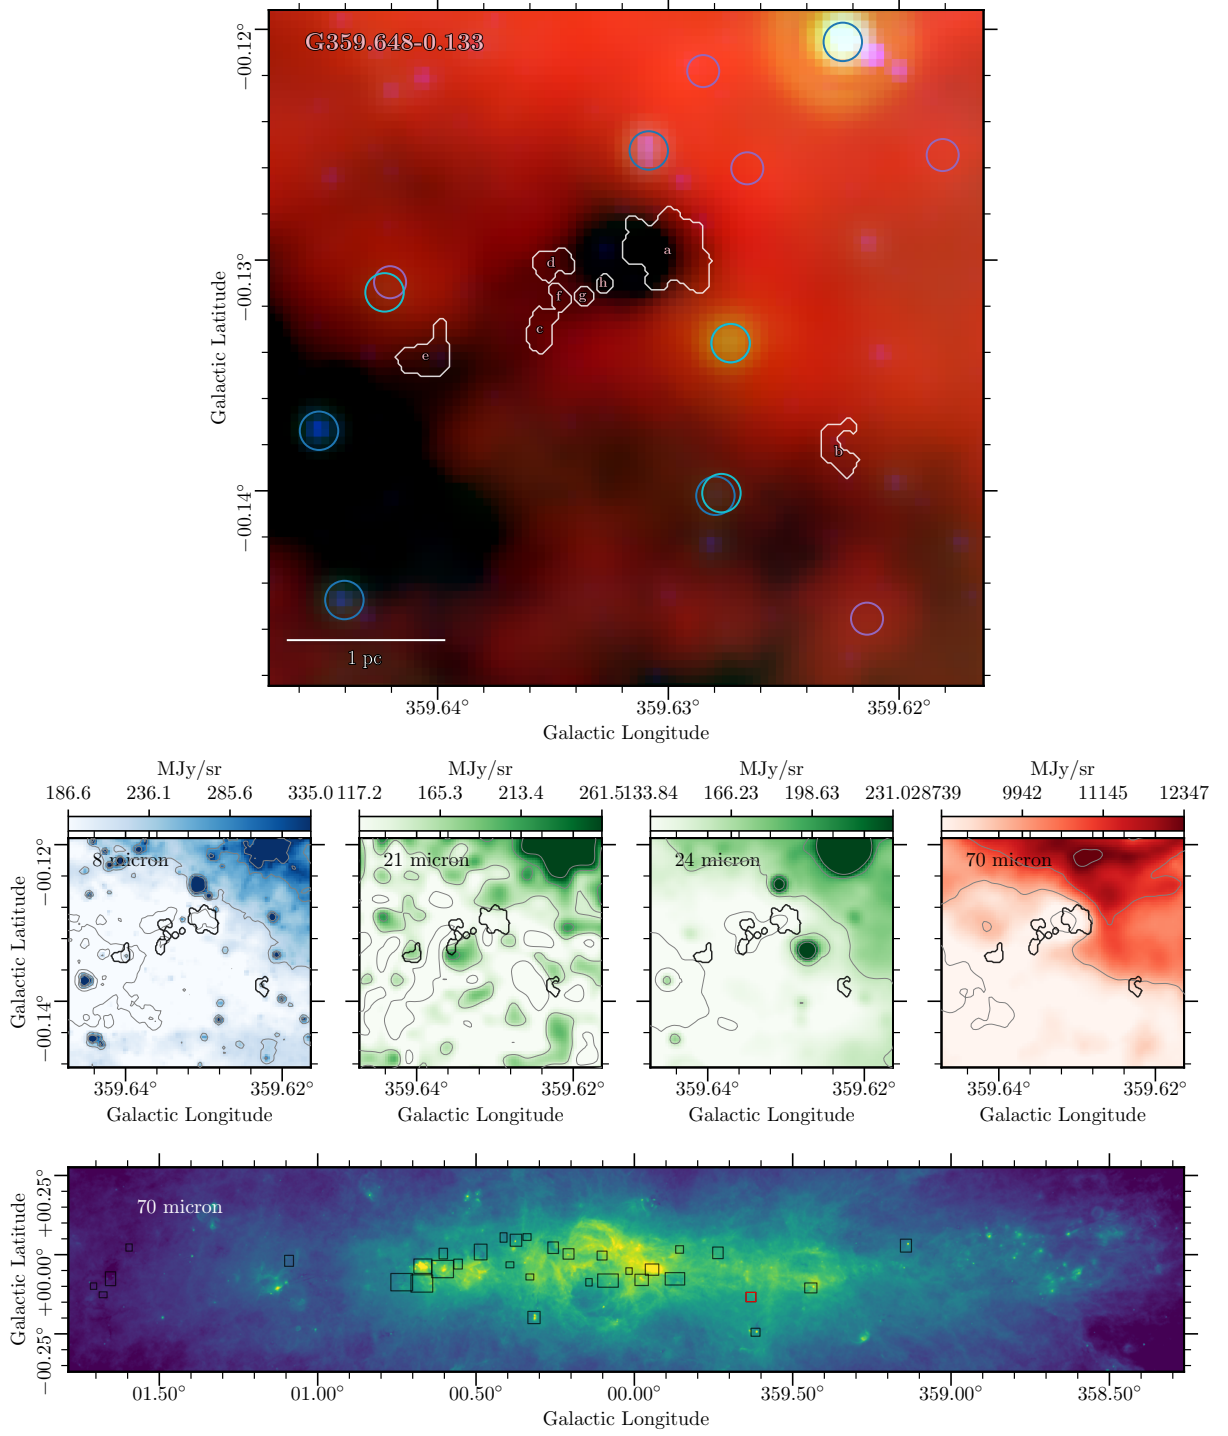 G359.648-0.133
−00.12°
−00.13°
−00.14°
Galactic Latitude
a
d
h
f
g
c
e
b
1 pc
359.64°
359.63°
359.62°
Galactic Longitude
MJy/sr
MJy/sr
MJy/sr
MJy/sr
186.6 236.1 285.6 335.0
117.2 165.3 213.4 261.5
133.84 166.23 198.63 231.02
8739 9942 11145 12347
8 micron
21 micron
24 micron
70 micron
−00.12°
−00.14°
Galactic Latitude
359.64° 359.62°
359.64° 359.62°
359.64° 359.62°
359.64° 359.62°
Galactic Longitude
Galactic Longitude
Galactic Longitude
Galactic Longitude
70 micron
+00.25°
+00.00°
−00.25°
Galactic Latitude
01.50° 01.00° 00.50° 00.00° 359.50° 359.00° 358.50°
Galactic Longitude